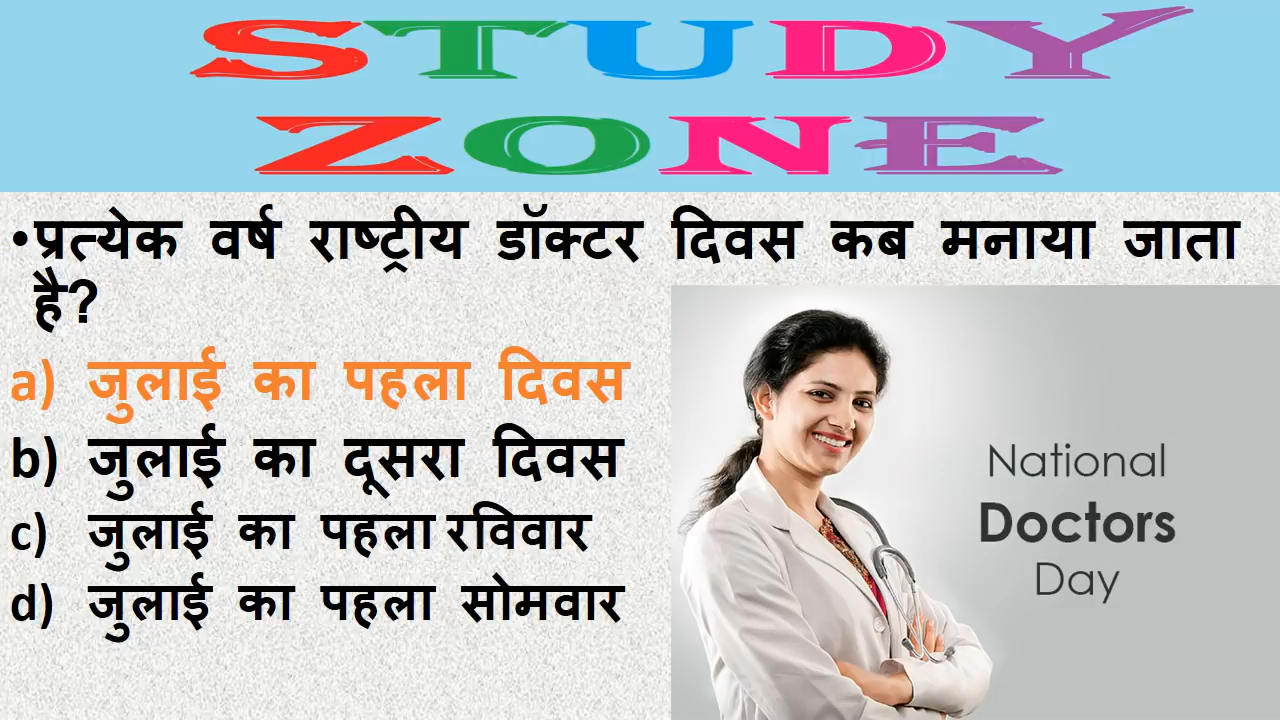 STUDY
ZONE
•प्रत्येक वर्ष राष्ट्रीय डॉक्टर दिवस कब मनाया जाता
है?
a) जुलाई का पहला दिवस
b) जुलाई का दूसरा दिवस
c) जुलाई का पहला रविवार
d) जुलाई का पहला सोमवार
National
Doctors
Day